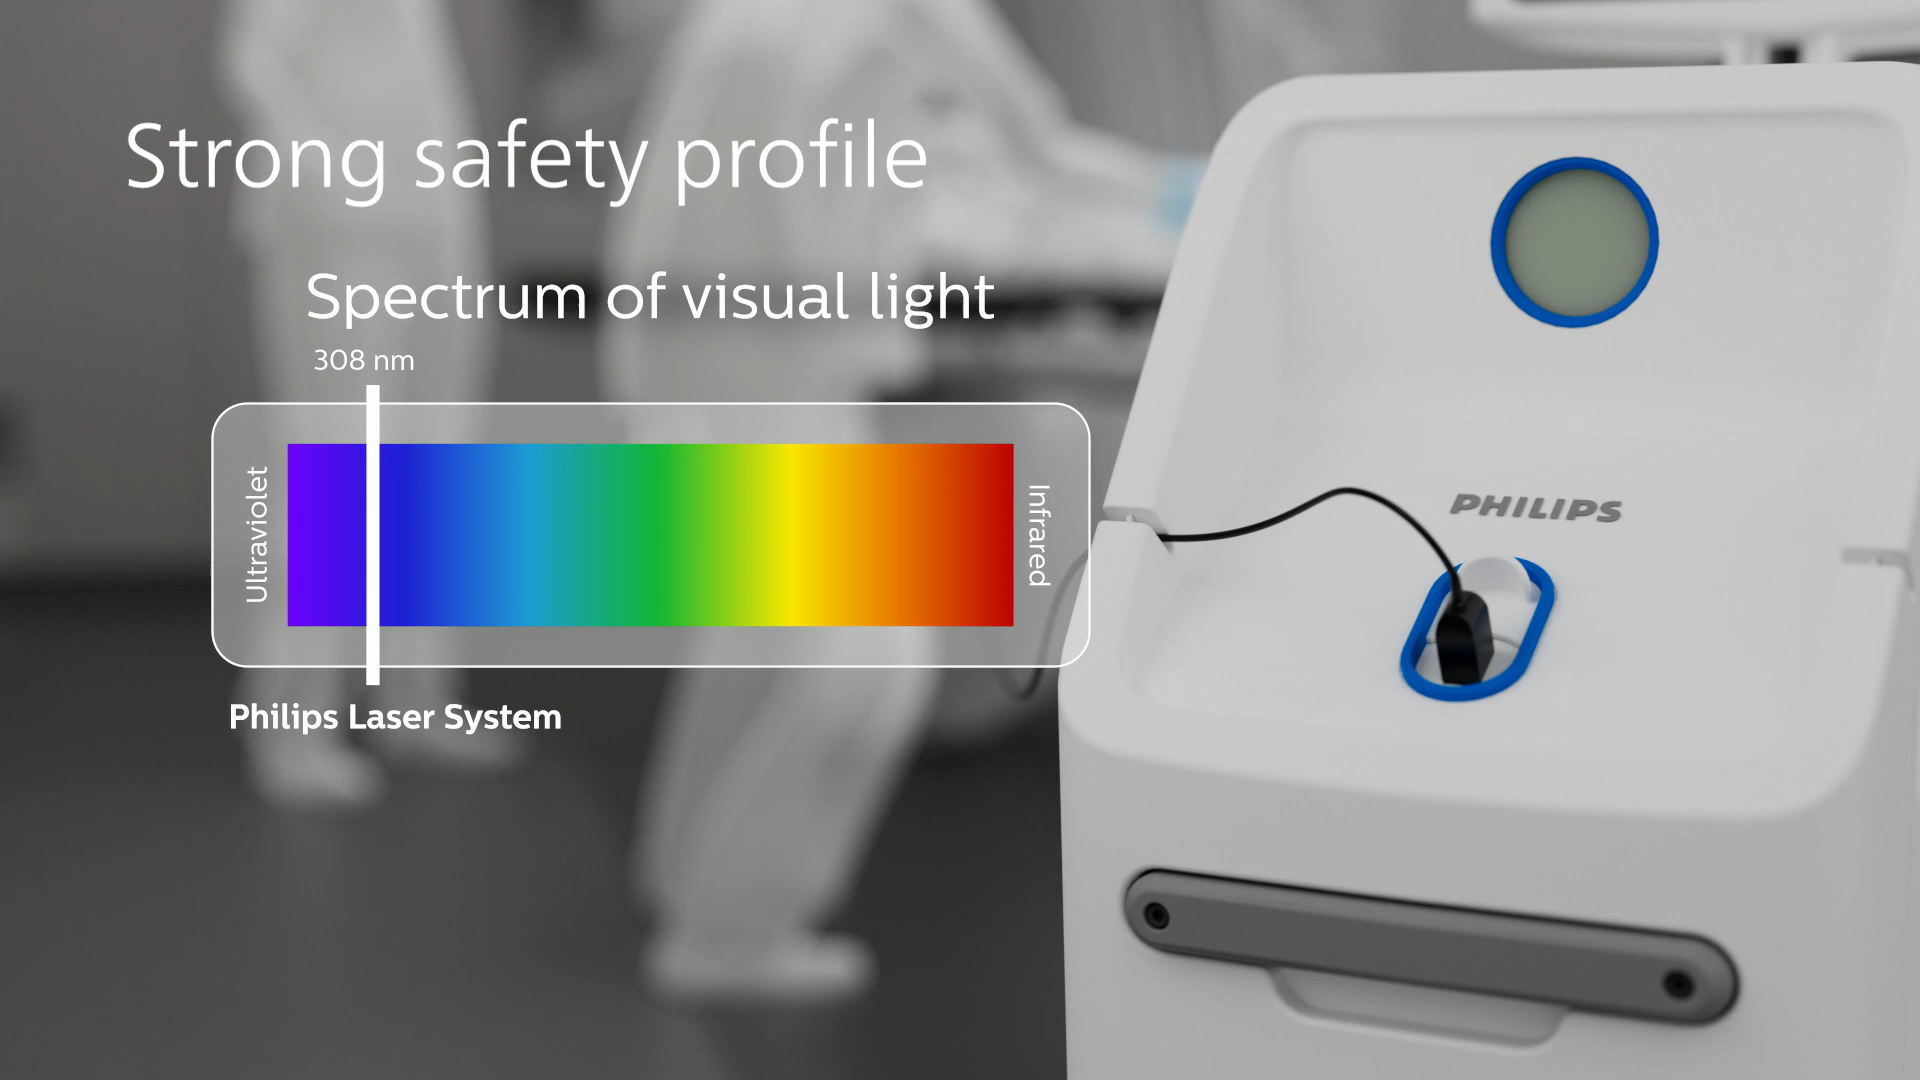 Strong safety profile
Spectrum of visual light
308 nm
Ultraviolet
Infrared
Philips Laser System
PHILIPS